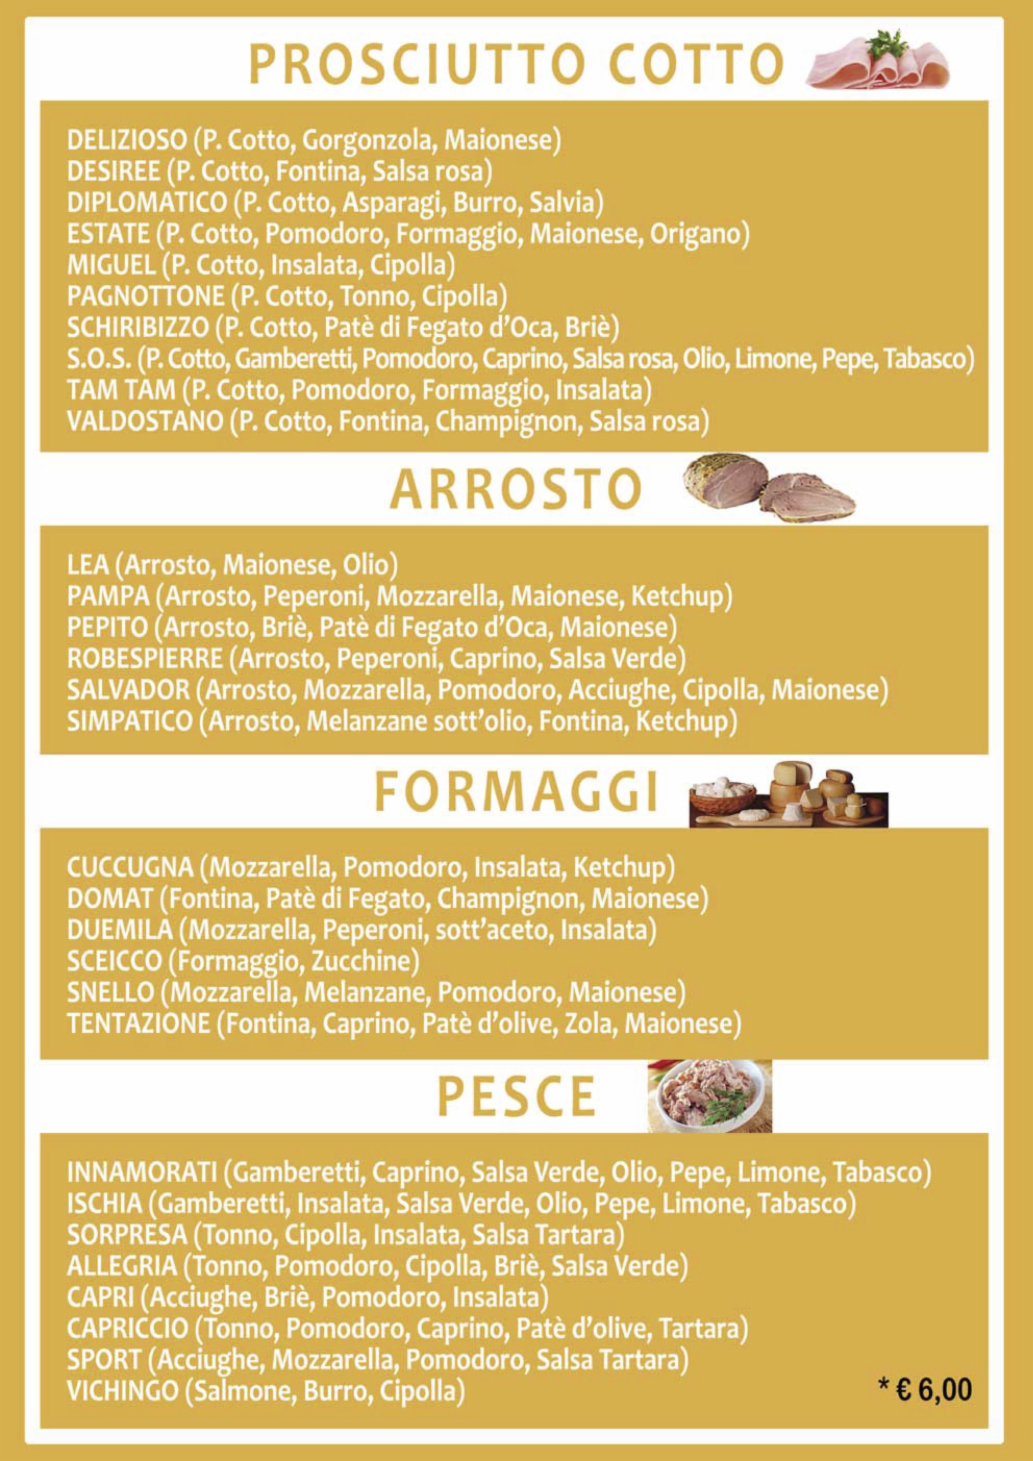 PROSCIUTTO COTTO
DELIZIOSO (P. Cotto, Gorgonzola, Maionese)
DESIREE (P. Cotto, Fontina, Salsa rosa)
DIPLOMATICO (P. Cotto, Asparagi, Burro, Salvia)
ESTATE (P. Cotto, Pomodoro, Formaggio, Maionese, Origano)
MIGUEL (P. Cotto, Insalata, Cipolla)
PAGNOTTONE (P. Cotto, Tonno, Cipolla)
SCHIRIBIZZO (P. Cotto, Patè di Fegato d'Oca, Briè)
S.O.S. (P. Cotto, Gamberetti, Pomodoro, Caprino, Salsa rosa, Olio, Limone, Pepe, Tabasco)
TAM TAM (P. Cotto, Pomodoro, Formaggio, Insalata)
VALDOSTANO (P. Cotto, Fontina, Champignon, Salsa rosa)
ARROSTO
LEA (Arrosto, Maionese, Olio)
PAMPA (Arrosto, Peperoni, Mozzarella, Maionese, Ketchup)
PEPITO (Arrosto, Briè, Patè di Fegato d'Oca, Maionese)
ROBESPIERRE (Arrosto, Peperoni, Caprino, Salsa Verde)
SALVADOR (Arrosto, Mozzarella, Pomodoro, Acciughe, Cipolla, Maionese)
SIMPATICO (Arrosto, Melanzane sott'olio, Fontina, Ketchup)
FORMAGGI
CUCCUGNA (Mozzarella, Pomodoro, Insalata, Ketchup)
DOMAT (Fontina, Patè di Fegato, Champignon, Maionese)
DUEMILA (Mozzarella, Peperoni, sott'aceto, Insalata)
SCEICCO (Formaggio, Zucchine)
SNELLO (Mozzarella, Melanzane, Pomodoro, Maionese)
TENTAZIONE (Fontina, Caprino, Patè d'olive, Zola, Maionese)
PESCE
INNAMORATI (Gamberetti, Caprino, Salsa Verde, Olio, Pepe, Limone, Tabasco)
ISCHIA (Gamberetti, Insalata, Salsa Verde, Olio, Pepe, Limone, Tabasco)
SORPRESA (Tonno, Cipolla, Insalata, Salsa Tartara)
ALLEGRIA (Tonno, Pomodoro, Cipolla, Briè, Salsa Verde)
CAPRI (Acciughe, Briè, Pomodoro, Insalata)
CAPRICCIO (Tonno, Pomodoro, Caprino, Patè d'olive, Tartara)
SPORT (Acciughe, Mozzarella, Pomodoro, Salsa Tartara)
VICHINGO (Salmone, Burro, Cipolla)
* € 6,00